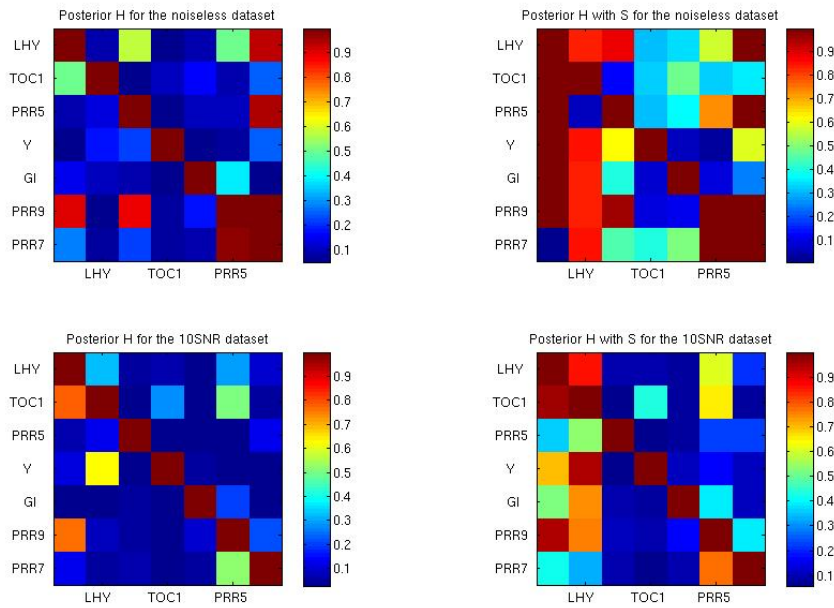 Posterior H for the noiseless dataset
LHY
TOC1
PRR5
Y
GI
PRR9
PRR7
LHY TOC1 PRR5
0.9
0.8
0.7
0.6
0.5
0.4
0.3
0.2
0.1
Posterior H with S for the noiseless dataset
LHY
TOC1
PRR5
Y
GI
PRR9
PRR7
LHY TOC1 PRR5
0.9
0.8
0.7
0.6
0.5
0.4
0.3
0.2
0.1
Posterior H for the 10SNR dataset
LHY
TOC1
PRR5
Y
GI
PRR9
PRR7
LHY TOC1 PRR5
0.9
0.8
0.7
0.6
0.5
0.4
0.3
0.2
0.1
Posterior H with S for the 10SNR dataset
LHY
TOC1
PRR5
Y
GI
PRR9
PRR7
LHY TOC1 PRR5
0.9
0.8
0.7
0.6
0.5
0.4
0.3
0.2
0.1